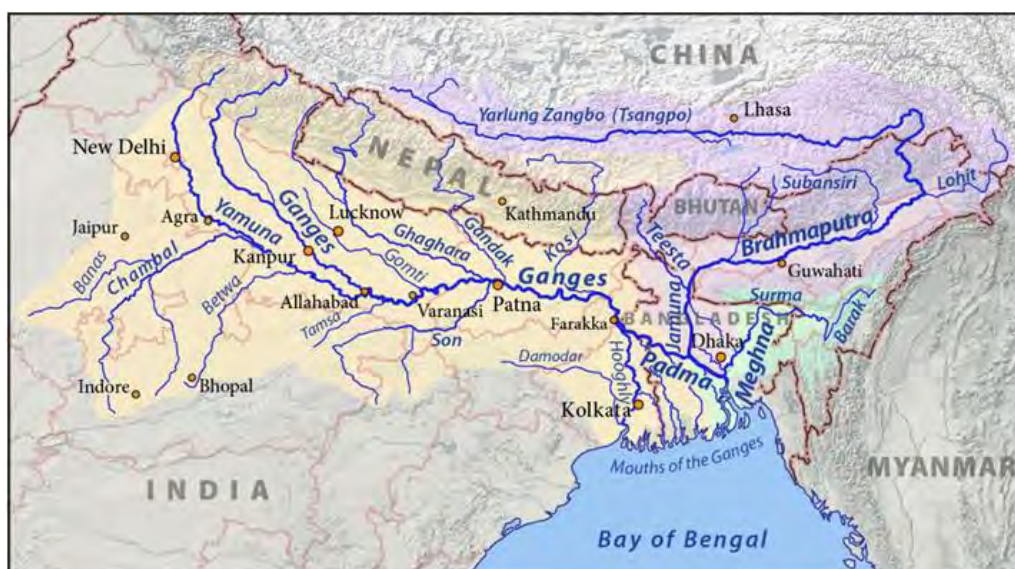 CHINA
Yarlung Zangbo (Tsangpo)
Lhasa
New Delhi
NEPAL
Subansiri
Lohit
BHUTAN
Kathmandu
Agra
Yamuna
Ganges
Lucknow
Ghaghara
Gandak
Kosi
Teesta
Brahmaputra
Jaipur
Guwahati
Banas
Chambal
Kanpur
Gomti
Ganges
Betwa
Allahabad
Varanasi
Patna
Surma
Tamsa
Farakka
BANGLADESH
Jamuna
Barak
Son
Dhaka
Hooghly
Padma
Meghna
Damodar
Indore
Bhopal
Kolkata
Mouths of the Ganges
MYANMAR
INDIA
Bay of Bengal